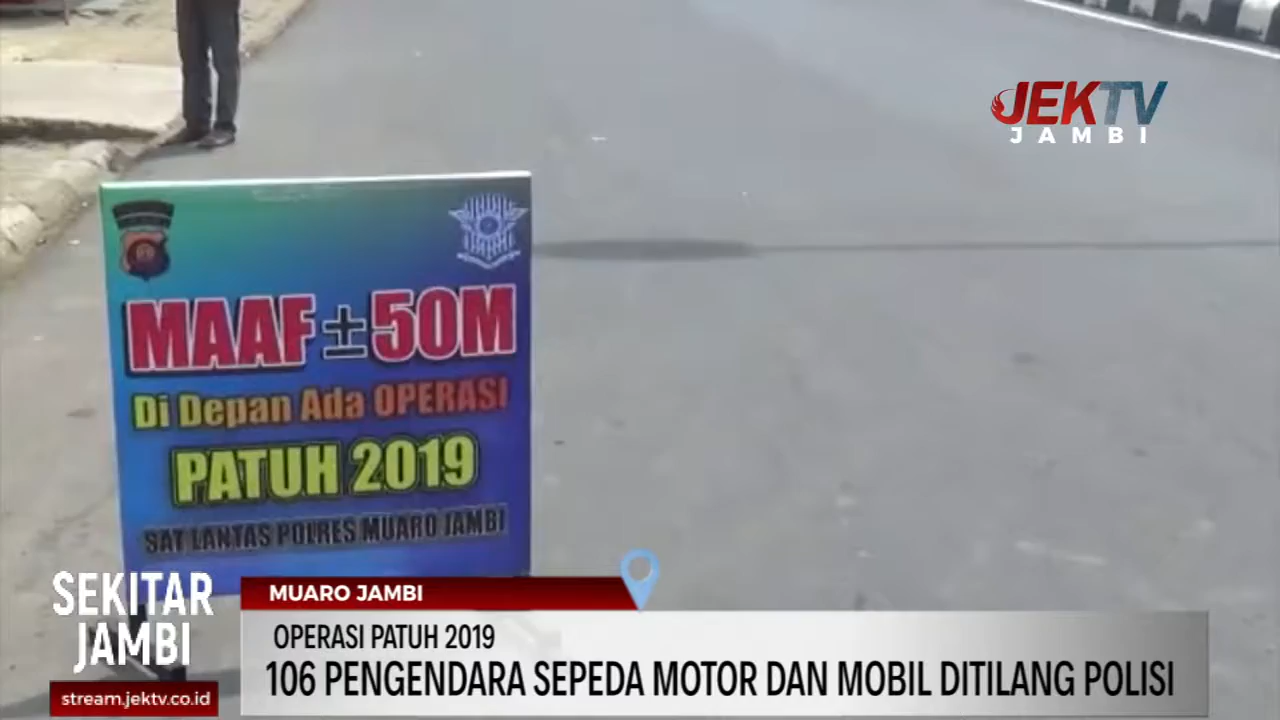 JEKTV
JAMBI
MAAF ±50M
Di Depan Ada OPERASI
PATUH 2019
SAT LANTAS POLRES MUARO JAMBI
SEKITAR
JAMBI
stream.jektv.co.id
MUARO JAMBI
OPERASI PATUH 2019
106 PENGENDARA SEPEDA MOTOR DAN MOBIL DITILANG POLISI